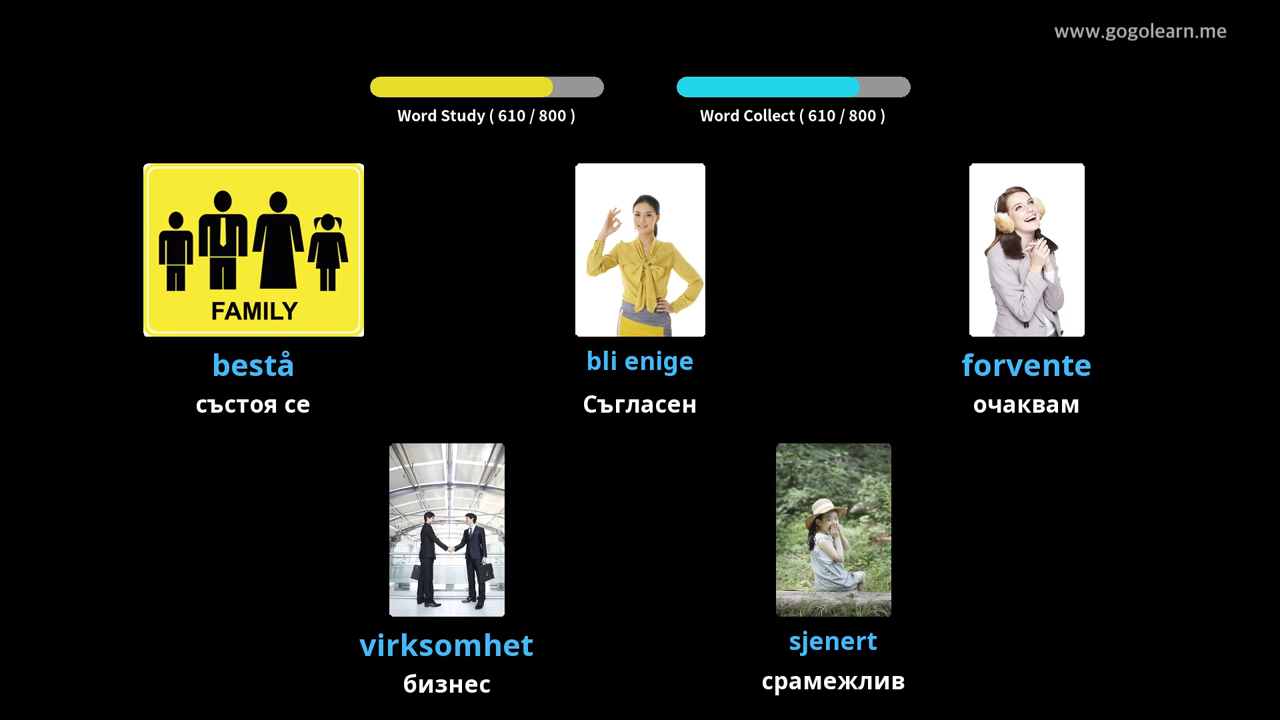 www.gogolearn.me
Word Study ( 610 / 800 )
Word Collect ( 610 / 800 )
FAMILY
bestå
състоя се
bli enige
Съгласен
forvente
очаквам
virksomhet
бизнес
sjenert
срамежлив